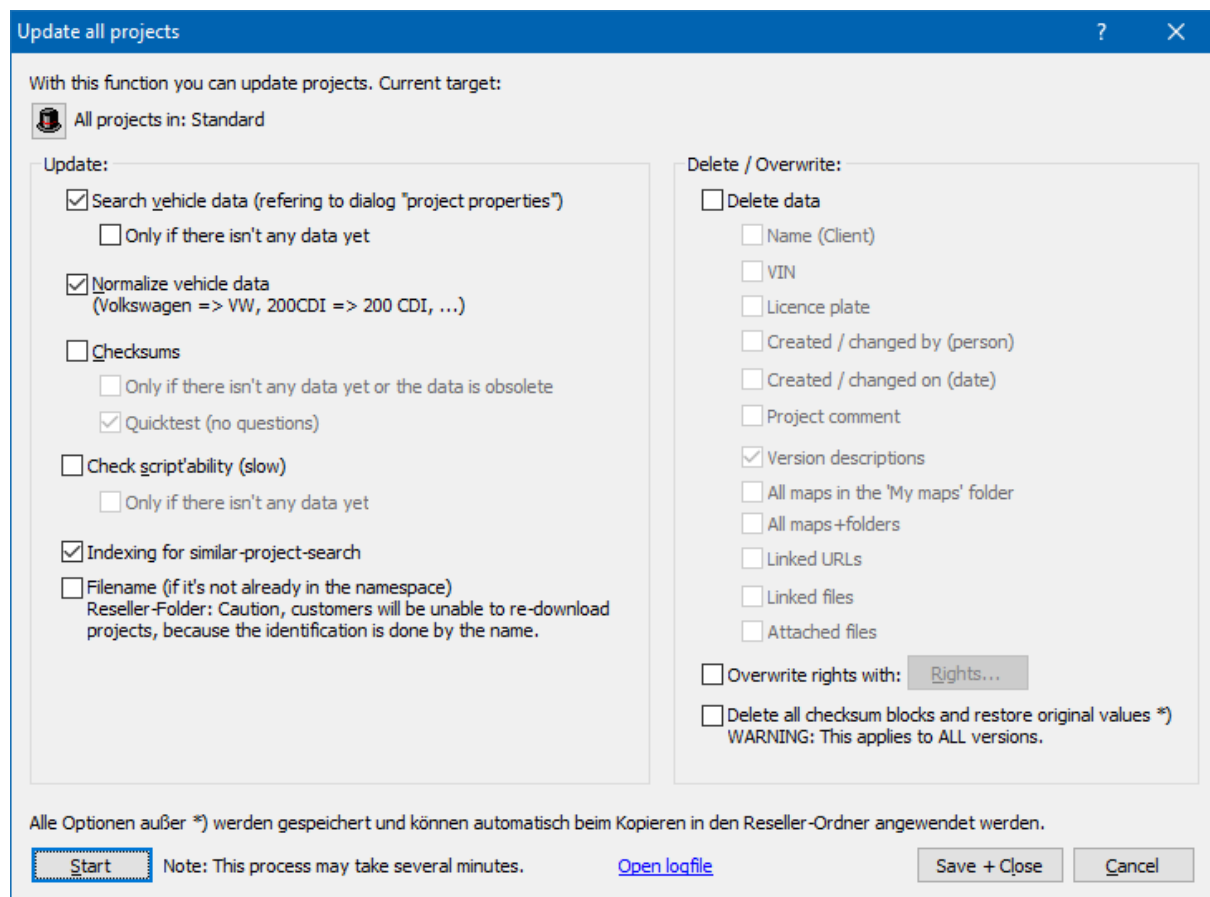 Update all projects
?
With this function you can update projects. Current target:
All projects in: Standard
Update:
Search vehicle data (refering to dialog "project properties")
Only if there isn't any data yet
Normalize vehicle data
(Volkswagen => VW, 200CDI => 200 CDI, ...)
Checksums
Only if there isn't any data yet or the data is obsolete
Quicktest (no questions)
Check script'ability (slow)
Only if there isn't any data yet
Indexing for similar-project-search
Filename (if it's not already in the namespace)
Reseller-Folder: Caution, customers will be unable to re-download
projects, because the identification is done by the name.
Delete / Overwrite:
Delete data
Name (Client)
VIN
Licence plate
Created / changed by (person)
Created / changed on (date)
Project comment
Version descriptions
All maps in the 'My maps' folder
All maps+folders
Linked URLs
Linked files
Attached files
Overwrite rights with: Rights...
Delete all checksum blocks and restore original values *)
WARNING: This applies to ALL versions.
Alle Optionen außer *) werden gespeichert und können automatisch beim Kopieren in den Reseller-Ordner angewendet werden.
Start Note: This process may take several minutes. Open logfile Save + Close Cancel